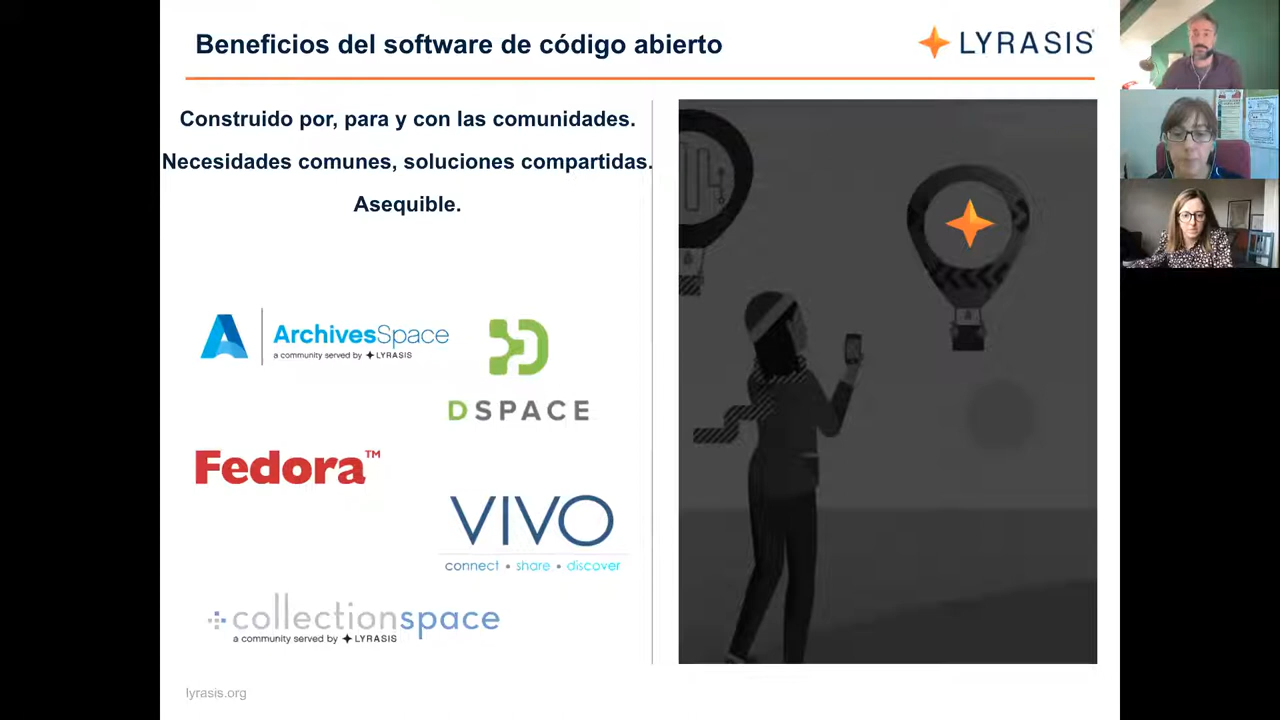 Beneficios del software de código abierto
LYRASIS
Construido por, para y con las comunidades.
Necesidades comunes, soluciones compartidas.
Asequible.
ArchivesSpace
a community served by LYRASIS
DSPACE
Fedora™
VIVO
connect • share • discover
collectionspace
a community served by LYRASIS
lyrasis.org